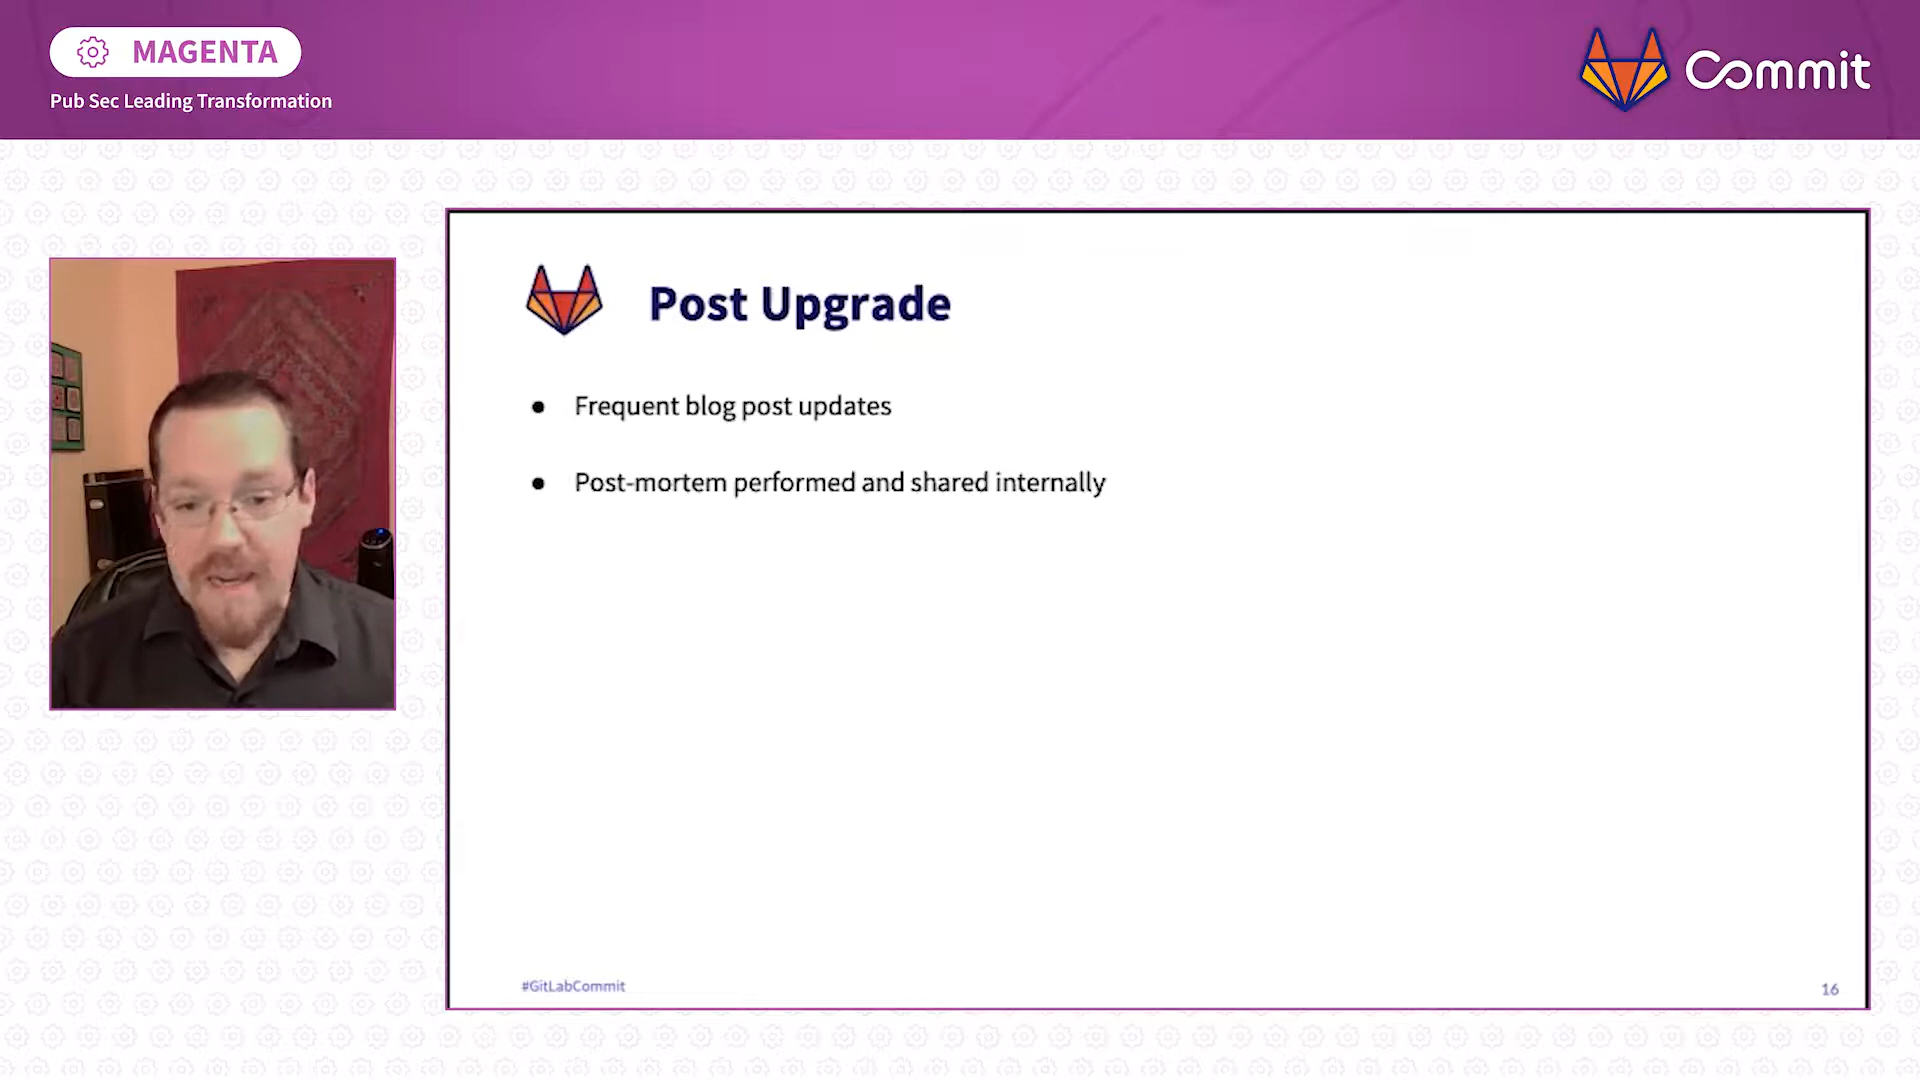 MAGENTA
Pub Sec Leading Transformation
Commit
Post Upgrade
● Frequent blog post updates
● Post-mortem performed and shared internally
#GitLabCommit
16